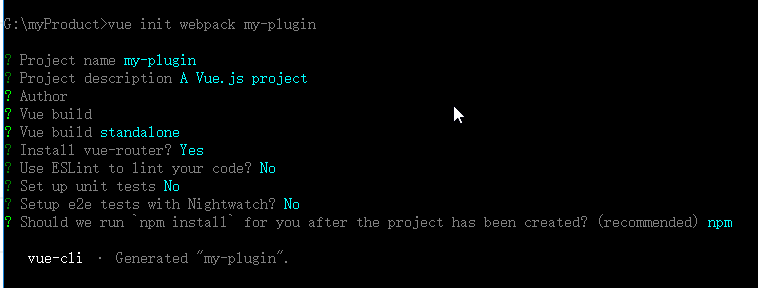 G:\myProduct>vue init webpack my-plugin
? Project name my-plugin
? Project description A Vue.js project
? Author
? Vue build
? Vue build standalone
? Install vue-router? Yes
? Use ESLint to lint your code? No
? Set up unit tests No
? Setup e2e tests with Nightwatch? No
? Should we run `npm install` for you after the project has been created? (recommended) npm
vue-cli · Generated "my-plugin".